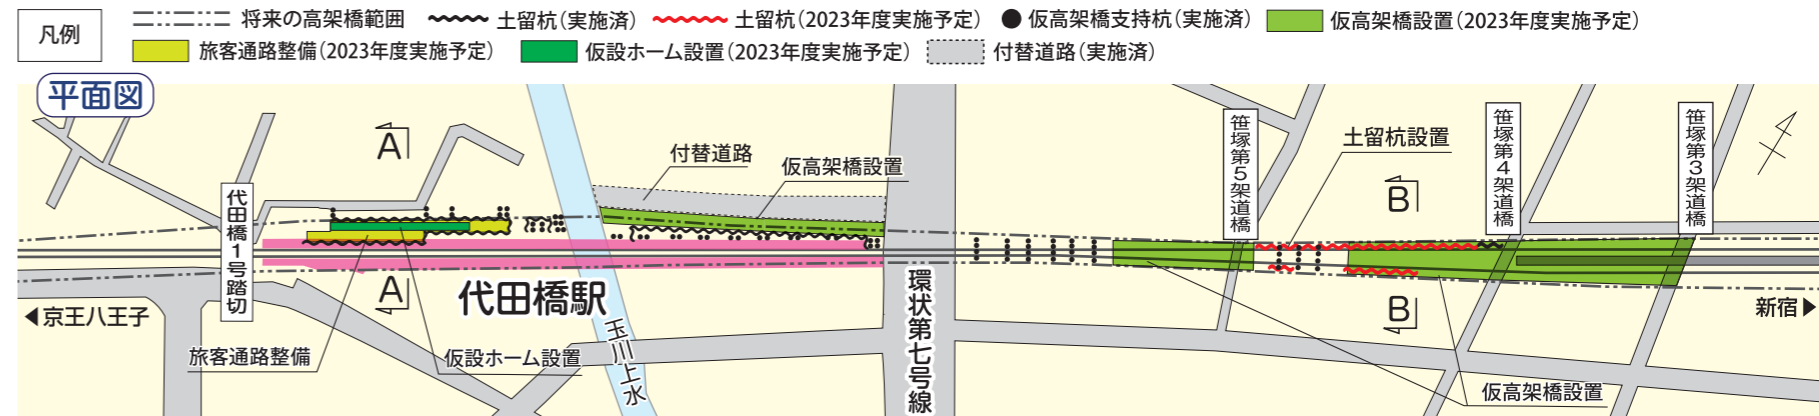 凡例
将来の高架橋範囲
土留杭(実施済)
土留杭(2023年度実施予定)
仮高架橋支持杭(実施済)
仮高架橋設置(2023年度実施予定)
旅客通路整備(2023年度実施予定)
仮設ホーム設置(2023年度実施予定)
付替道路(実施済)
平面図
A
付替道路
仮高架橋設置
代田橋1号踏切
笹塚第5架道橋
土留杭設置
B
笹塚第4架道橋
笹塚第3架道橋
◀京王八王子
A
代田橋駅
玉川上水
環状第七号線
B
新宿▶
旅客通路整備
仮設ホーム設置
仮高架橋設置